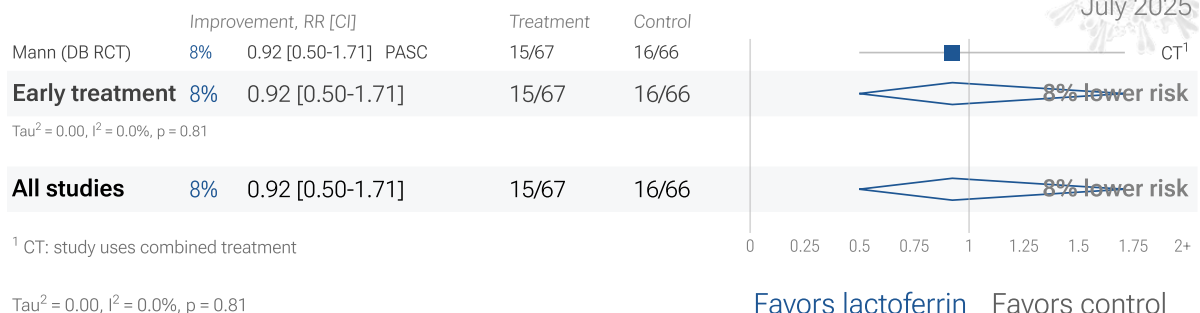 July 2025
Improvement, RR [CI] Treatment Control
Mann (DB RCT) 8% 0.92 [0.50-1.71] PASC 15/67 16/66 CT¹
Early treatment 8% 0.92 [0.50-1.71] 15/67 16/66 8% lower risk
Tau² = 0.00, I² = 0.0%, p = 0.81
All studies 8% 0.92 [0.50-1.71] 15/67 16/66 8% lower risk
0 0.25 0.5 0.75 1 1.25 1.5 1.75 2+
¹ CT: study uses combined treatment
Tau² = 0.00, I² = 0.0%, p = 0.81 Favors lactoferrin Favors control